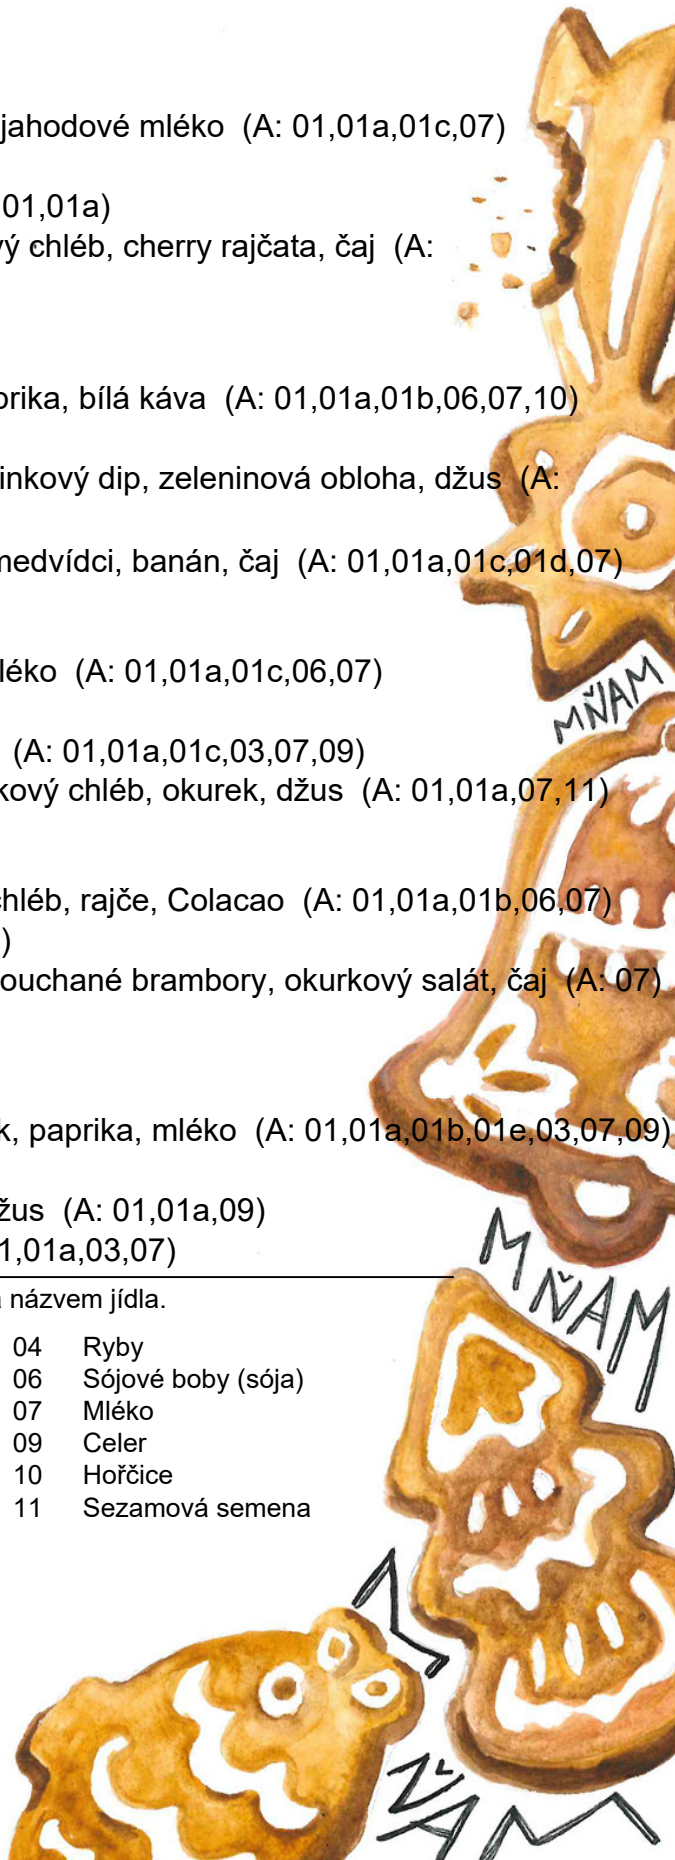 jahodové mléko (A: 01,01a,01c,07)
01,01a)
vý chléb, cherry rajčata, čaj (A:
prika, bílá káva (A: 01,01a,01b,06,07,10)
inkový dip, zeleninová obloha, džus (A:
medvídci, banán, čaj (A: 01,01a,01c,01d,07)
léko (A: 01,01a,01c,06,07)
(A: 01,01a,01c,03,07,09)
kový chléb, okurek, džus (A: 01,01a,07,11)
chléb, rajče, Colacao (A: 01,01a,01b,06,07)
)
ouchané brambory, okurkový salát, čaj (A: 07)
k, paprika, mléko (A: 01,01a,01b,01e,03,07,09)
žus (A: 01,01a,09)
1,01a,03,07)
a názvem jídla.
04 Ryby
06 Sójové boby (sója)
07 Mléko
09 Celer
10 Hořčice
11 Sezamová semena
MŇAM
MŇAM
MŇAM